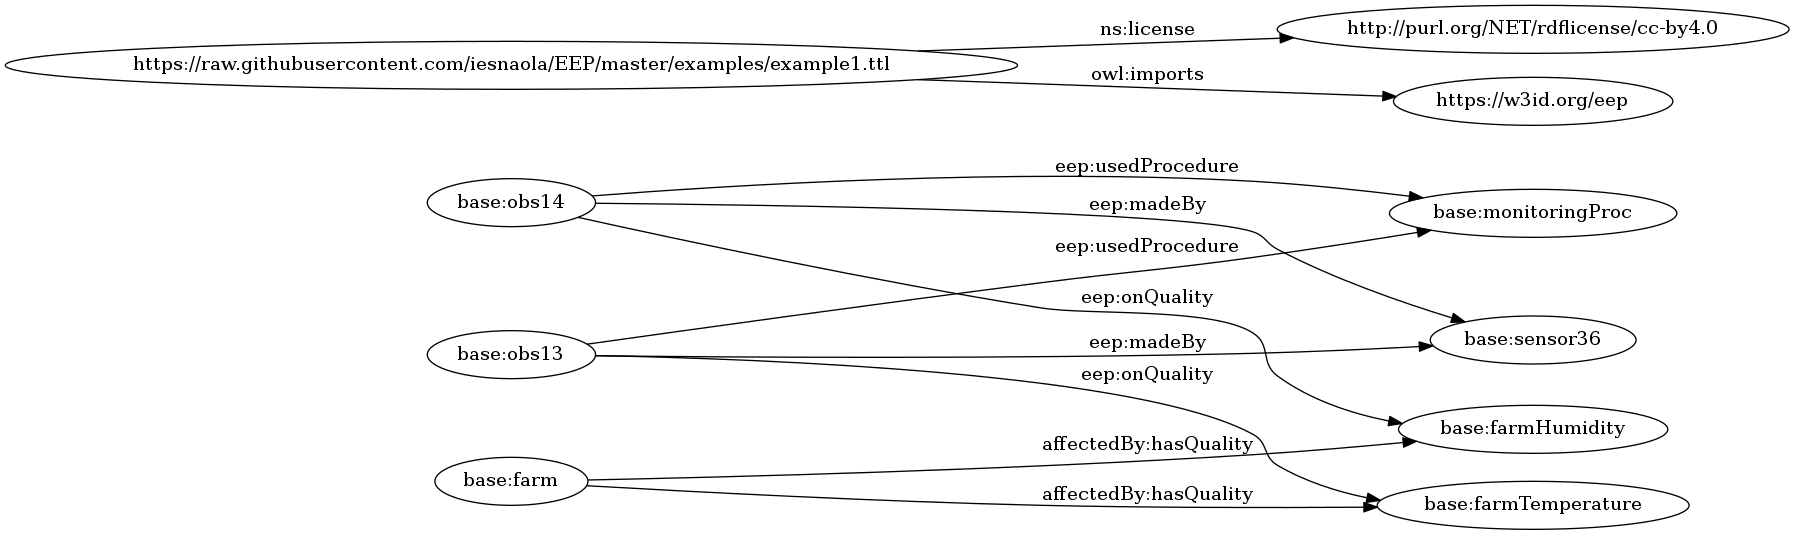 ns:license
http://purl.org/NET/rdflicense/cc-by4.0
https://raw.githubusercontent.com/iesnaola/EEP/master/examples/example1.ttl
owl:imports
https://w3id.org/eep
eep:usedProcedure
base:obs14
eep:madeBy
base:monitoringProc
eep:usedProcedure
eep:onQuality
base:obs13
eep:madeBy
base:sensor36
eep:onQuality
base:farmHumidity
affectedBy:hasQuality
base:farm
affectedBy:hasQuality
base:farmTemperature